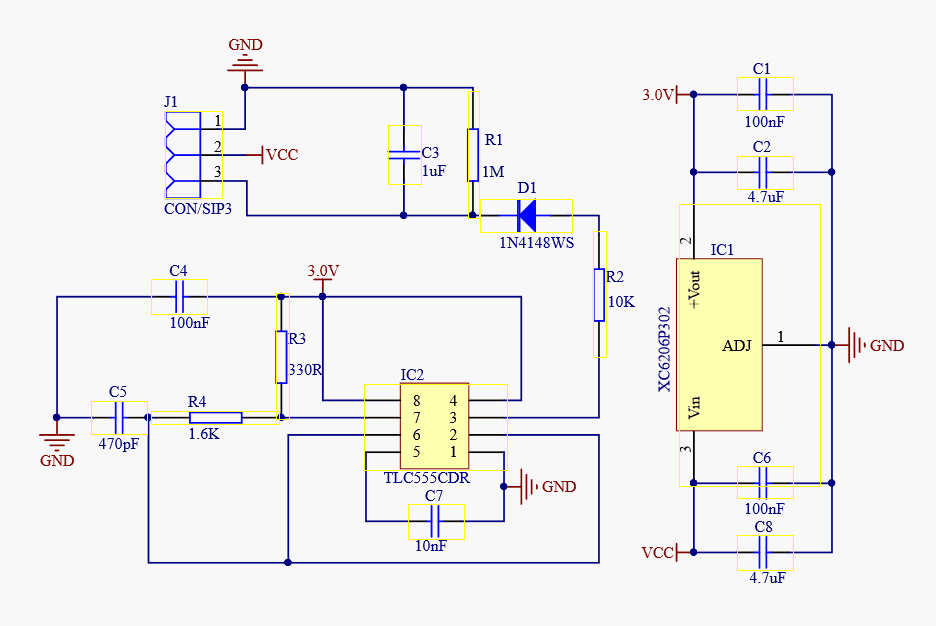 GND
C1
J1
3.0V
1
100nF
R1
2
VCC
C3
C2
3
1uF
1M
4.7uF
CON/SIP3
D1
2
1N4148WS
IC1
C4
3.0V
R2
+Vout
10K
100nF
XC6206P302
R3
ADJ
1
GND
330R
IC2
C5
R4
8
4
Vin
7
3
470pF
1.6K
6
2
GND
5
1
3
TLC555CDR
C6
GND
C7
100nF
C8
10nF
VCC
4.7uF